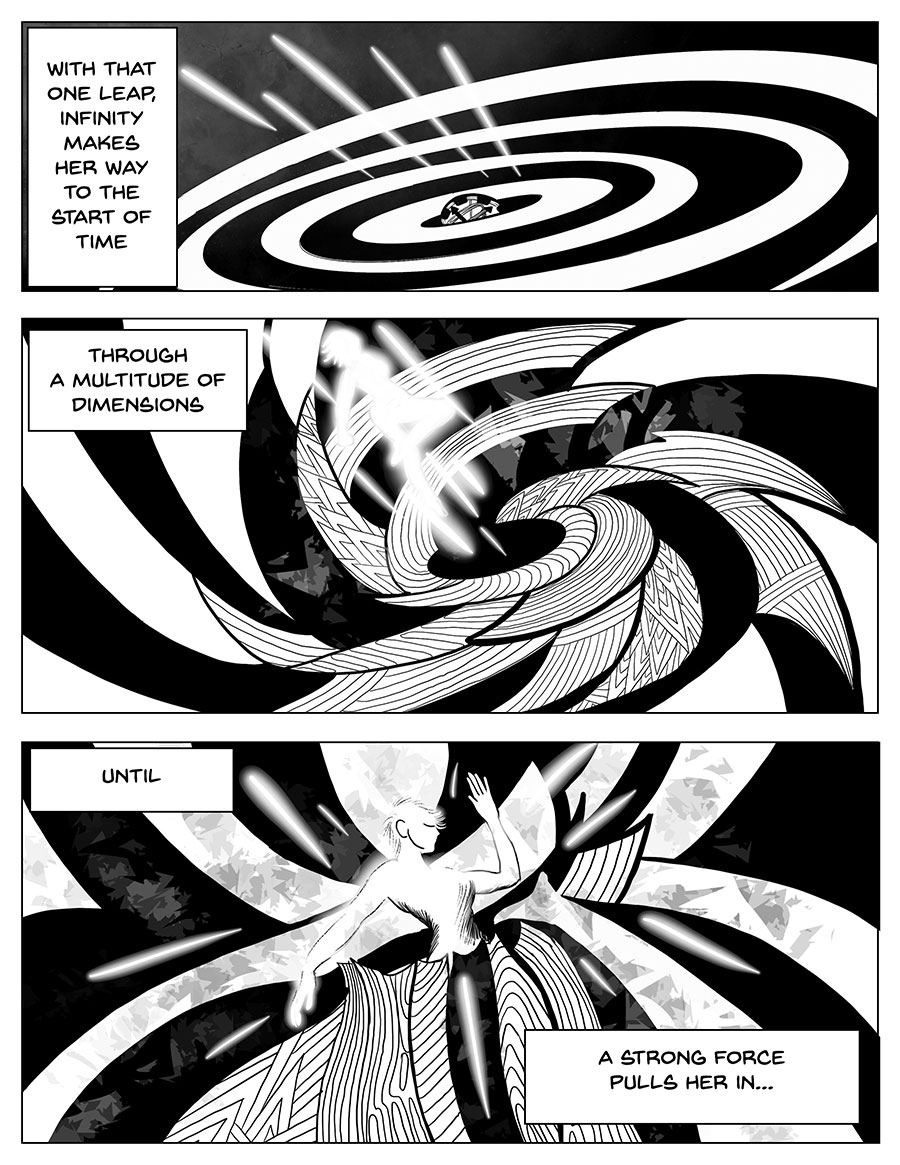 WITH THAT
ONE LEAP,
INFINITY
MAKES
HER WAY
TO THE
START OF
TIME
THROUGH
A MULTITUDE OF
DIMENSIONS
UNTIL
A STRONG FORCE
PULLS HER IN...